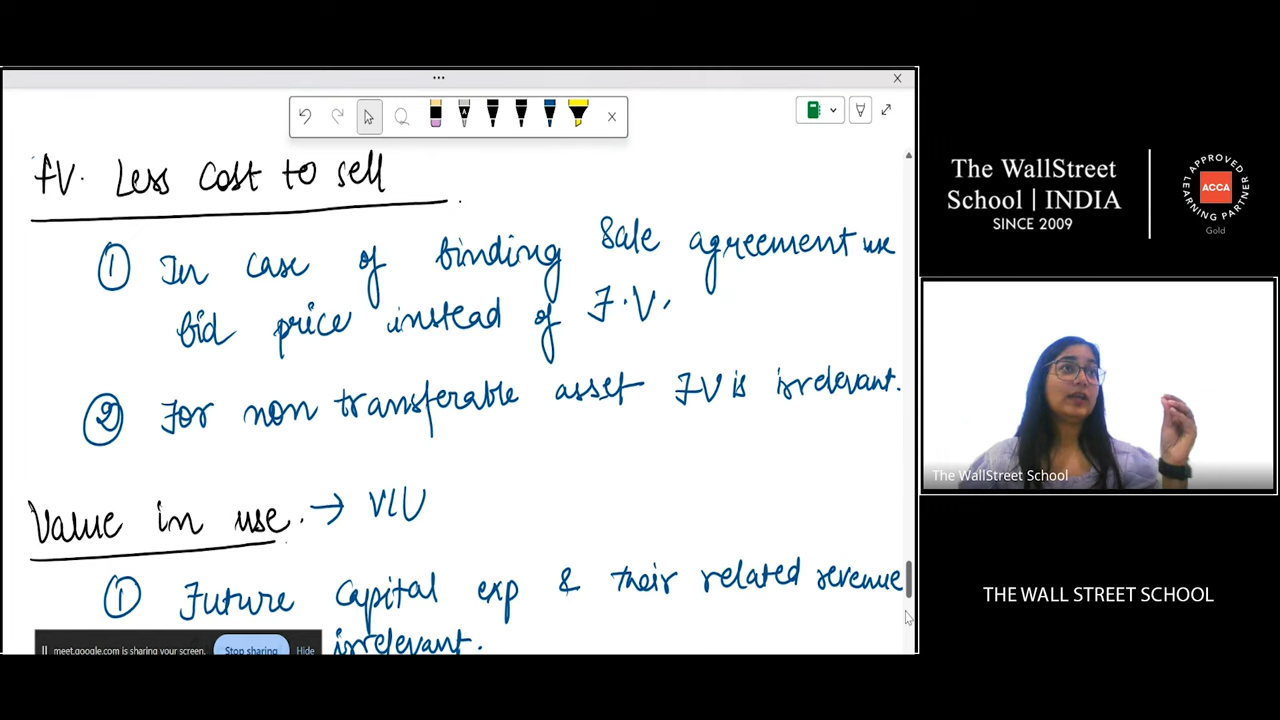 FV. Less Cost to sell
① In case of binding Sale agreement use
bid price instead of F.V.
② For non transferable asset FV is irrelevant.
Value in use. → VIU
① Future Capital exp & their related revenue
irrelevant.
meet.google.com is sharing your screen.
Stop sharing
Hide
The WallStreet
School | INDIA
SINCE 2009
APPROVED
LEARNING PARTNER
ACCA
Gold
The WallStreet School
THE WALL STREET SCHOOL